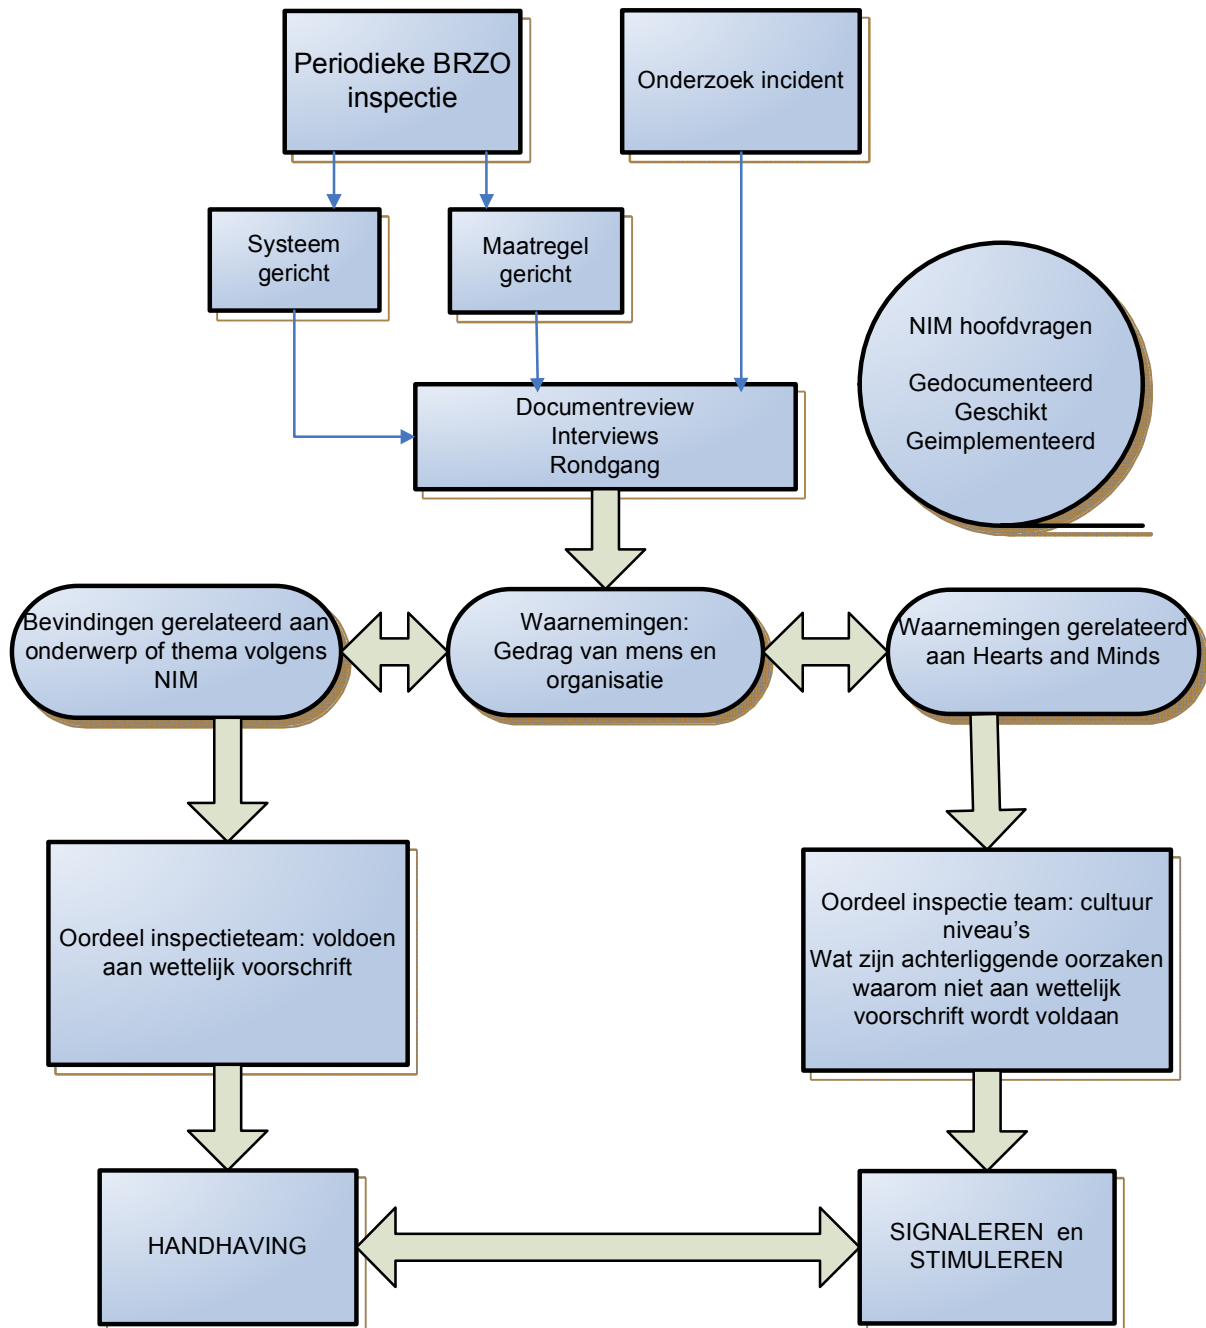 Periodieke BRZO
inspectie
Onderzoek incident
Systeem
gericht
Maatregel
gericht
NIM hoofdvragen
Gedocumenteerd
Geschikt
Geimplementeerd
Documentreview
Interviews
Rondgang
Bevindingen gerelateerd aan
onderwerp of thema volgens
NIM
Waarnemingen:
Gedrag van mens en
organisatie
Waarnemingen gerelateerd
aan Hearts and Minds
Oordeel inspectieteam: voldoen
aan wettelijk voorschrift
Oordeel inspectie team: cultuur
niveau’s
Wat zijn achterliggende oorzaken
waarom niet aan wettelijk
voorschrift wordt voldaan
HANDHAVING
SIGNALEREN en
STIMULEREN